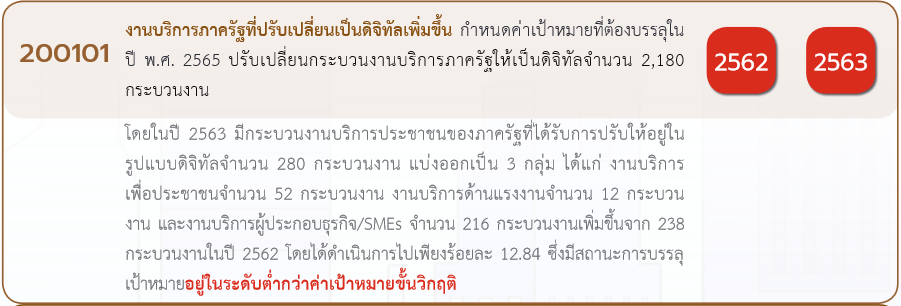 200101
งานบริการภาครัฐที่ปรับเปลี่ยนเป็นดิจิทัลเพิ่มขึ้น กำหนดค่าเป้าหมายที่ต้องบรรลุใน
ปี พ.ศ. 2565 ปรับเปลี่ยนกระบวนงานบริการภาครัฐให้เป็นดิจิทัลจำนวน 2,180
กระบวนงาน
2562
2563
โดยในปี 2563 มีกระบวนงานบริการประชาชนของภาครัฐที่ได้รับการปรับให้อยู่ใน
รูปแบบดิจิทัลจำนวน 280 กระบวนงาน แบ่งออกเป็น 3 กลุ่ม ได้แก่ งานบริการ
เพื่อประชาชนจำนวน 52 กระบวนงาน งานบริการด้านแรงงานจำนวน 12 กระบวน
งาน และงานบริการผู้ประกอบธุรกิจ/SMEs จำนวน 216 กระบวนงานเพิ่มขึ้นจาก 238
กระบวนงานในปี 2562 โดยได้ดำเนินการไปเพียงร้อยละ 12.84 ซึ่งมีสถานะการบรรลุ
เป้าหมายอยู่ในระดับต่ำกว่าค่าเป้าหมายขั้นวิกฤติ